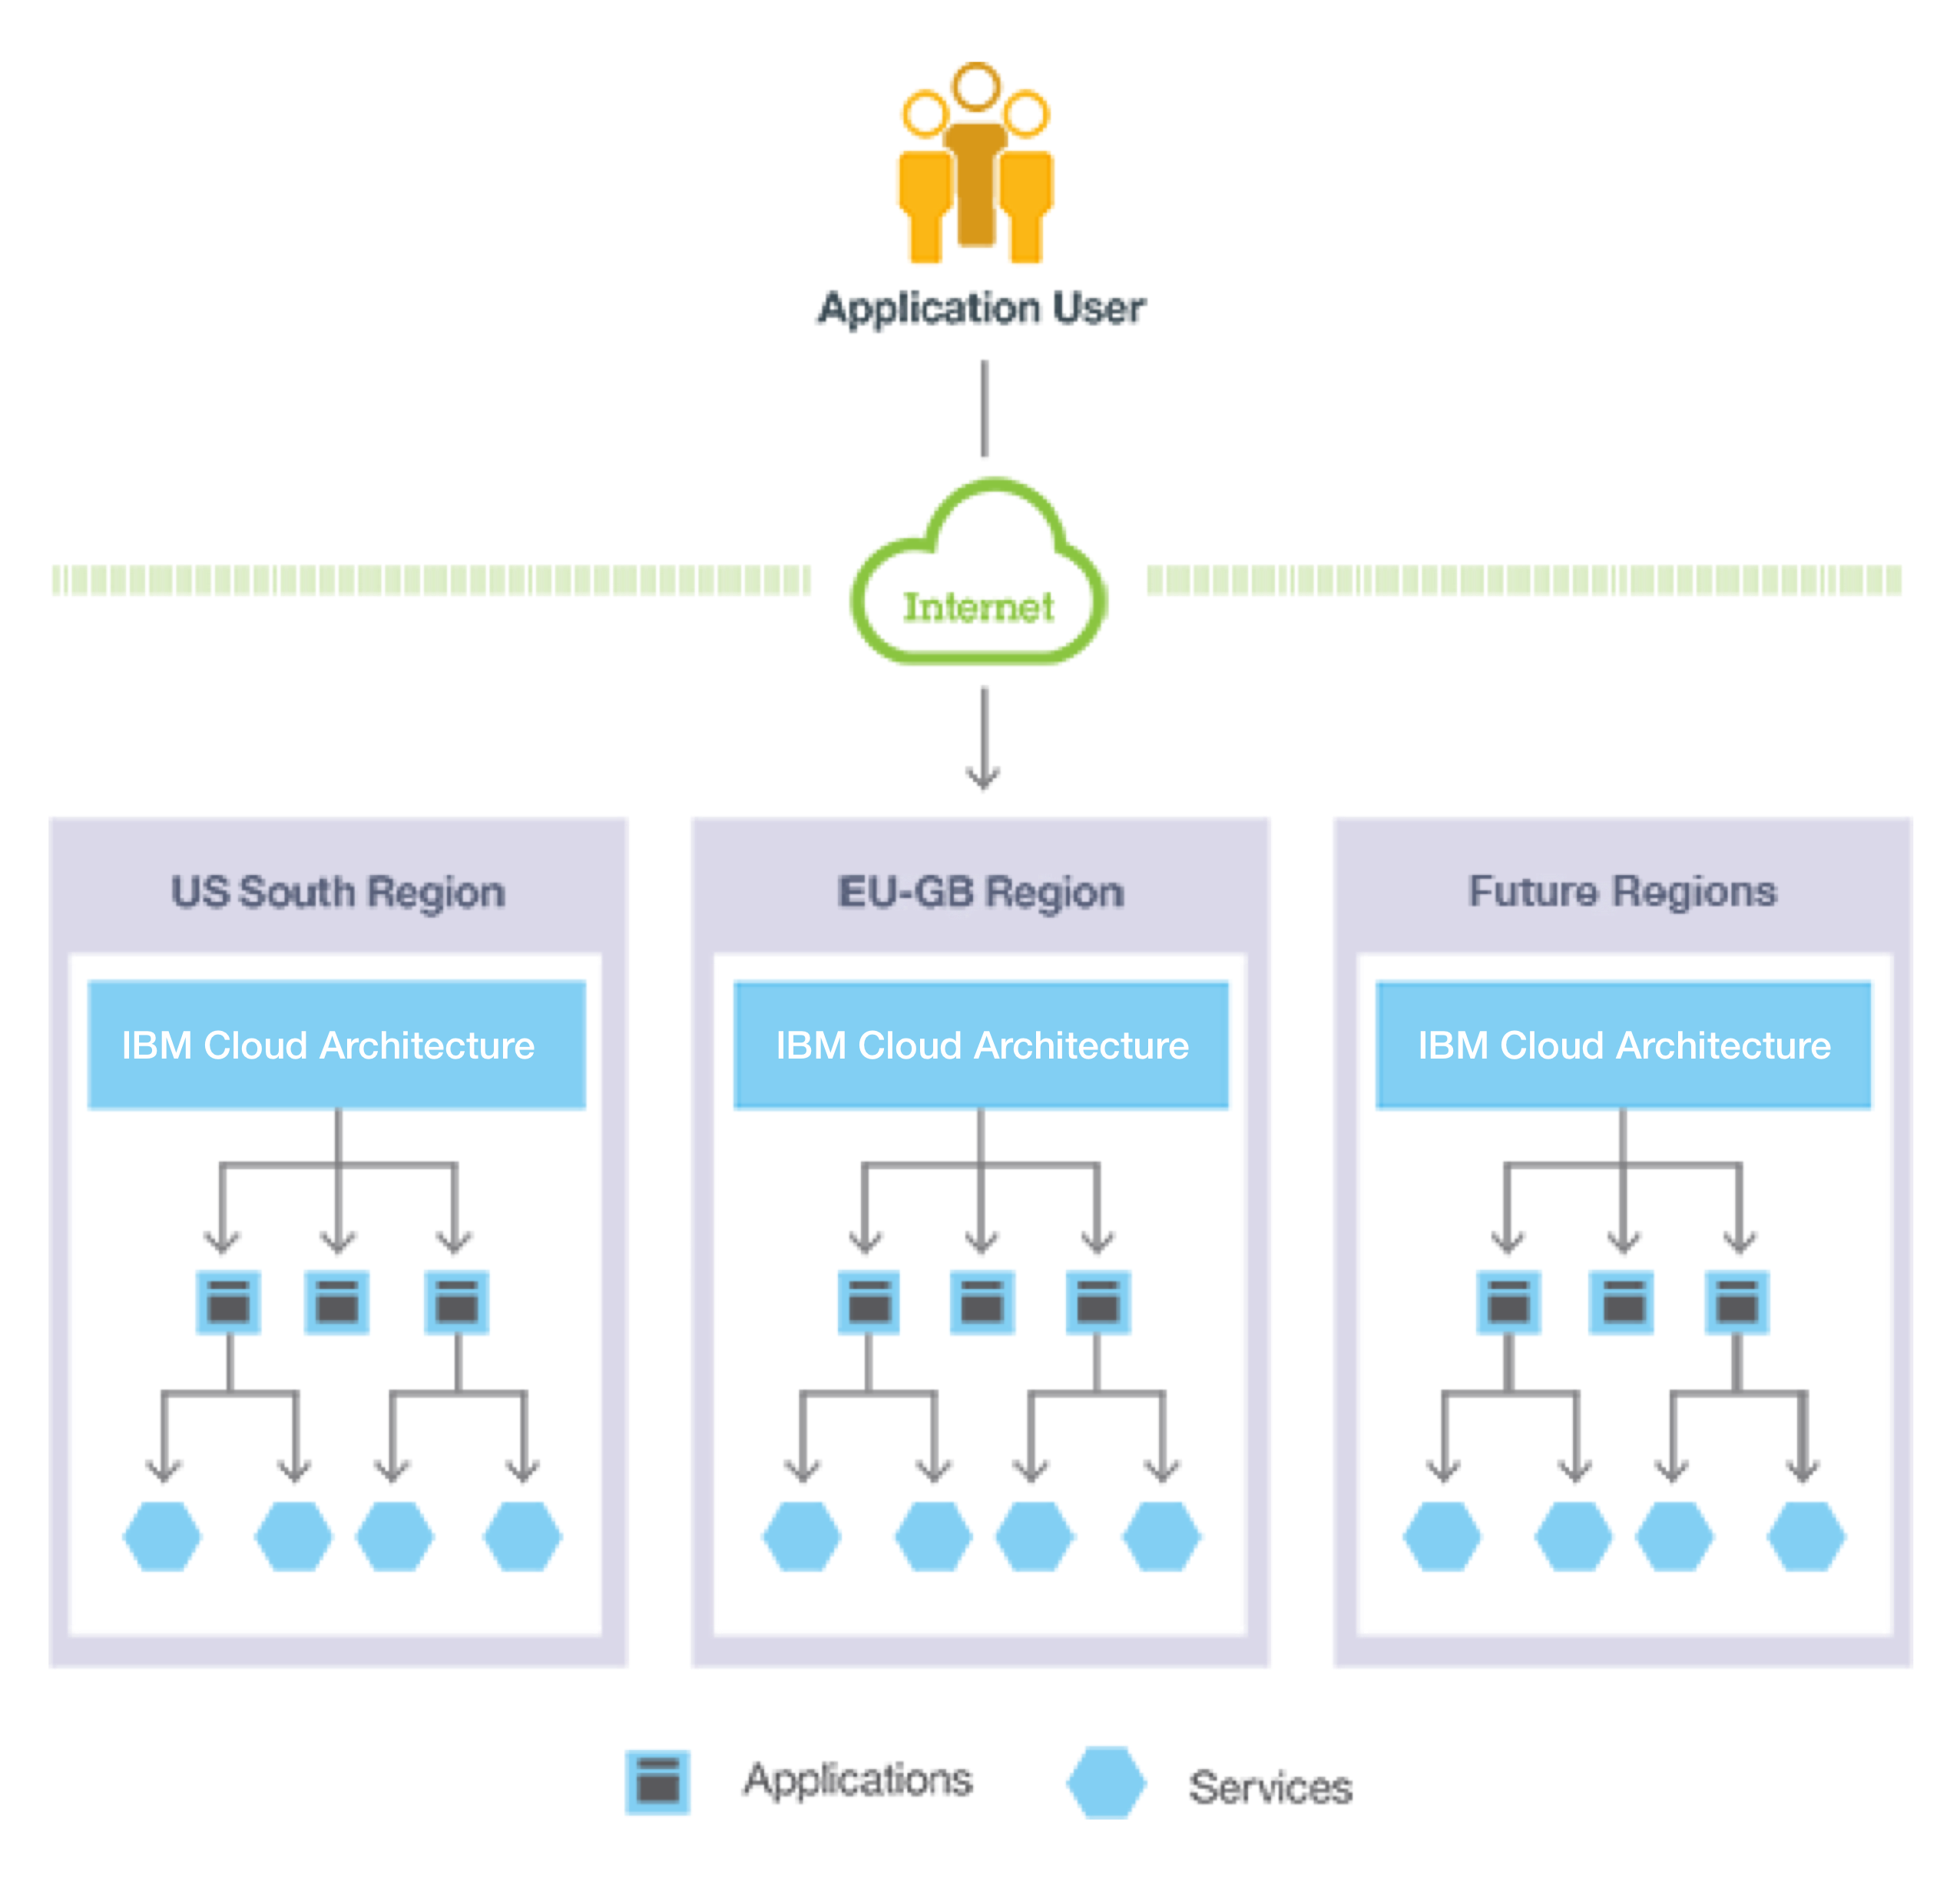 Application User
Internet
US South Region
EU-GB Region
Future Regions
IBM Cloud Architecture
IBM Cloud Architecture
IBM Cloud Architecture
Applications
Services